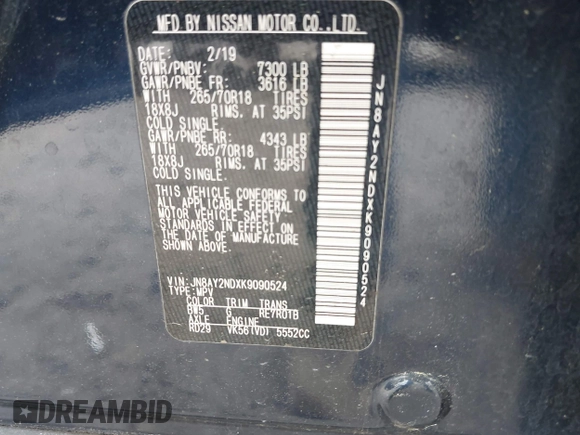 MFD BY NISSAN MOTOR CO.,LTD.
DATE: 2/19
GVWR/PNBV: 7300 LB
GAWR/PNBE FR: 3616 LB
WITH 265/70R18 TIRES
18X8J RIMS. AT 35PSI
COLD SINGLE.
GAWR/PNBE RR: 4343 LB
WITH 265/70R18 TIRES
18X8J RIMS. AT 35PSI
COLD SINGLE.
THIS VEHICLE CONFORMS TO
ALL APPLICABLE FEDERAL
MOTOR VEHICLE SAFETY
STANDARDS IN EFFECT ON
THE DATE OF MANUFACTURE
SHOWN ABOVE.
VIN: JN8AY2NDXK9090524
TYPE: MPV
COLOR TRIM TRANS
BW5 G RE7R01B
AXLE ENGINE
RD29 VK56(VD) 5552CC
JN8AY2NDXK9090524
DREAMBID